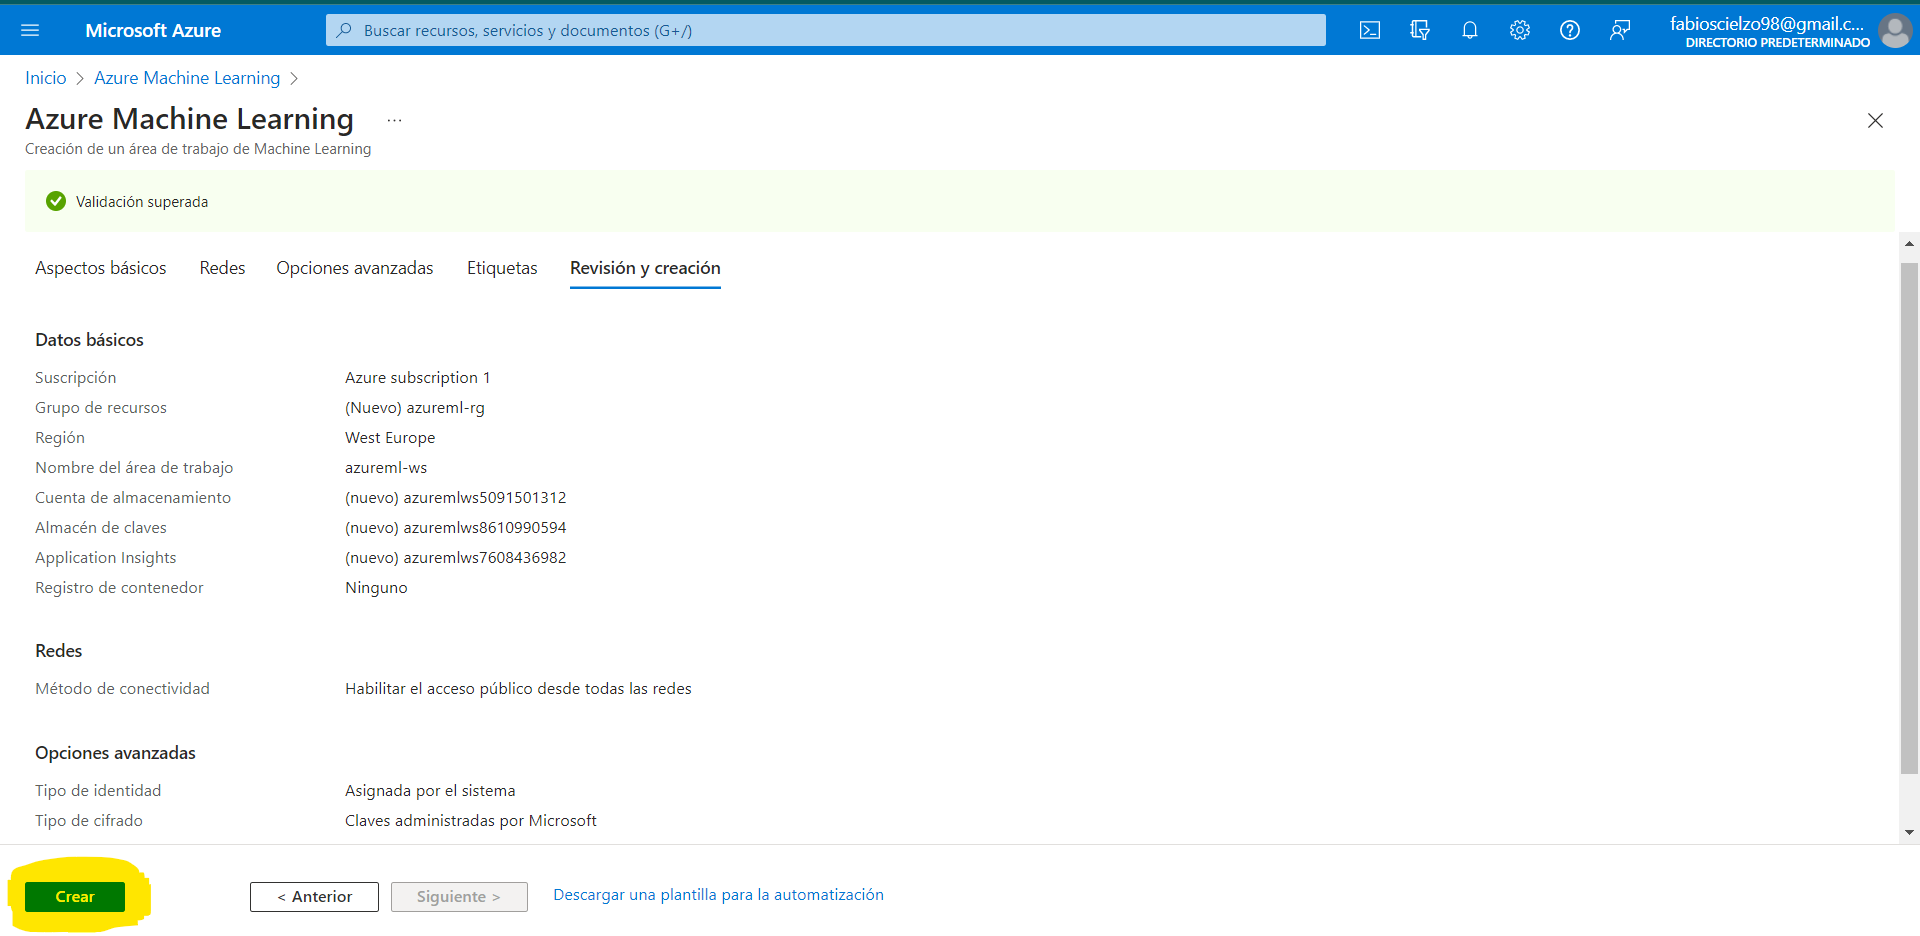 Microsoft Azure
Buscar recursos, servicios y documentos (G+/)
fabioscielzo98@gmail.c...
DIRECTORIO PREDETERMINADO
Inicio > Azure Machine Learning >
Azure Machine Learning ...
Creación de un área de trabajo de Machine Learning
Validación superada
Aspectos básicos Redes Opciones avanzadas Etiquetas Revisión y creación
Datos básicos
Suscripción Azure subscription 1
Grupo de recursos (Nuevo) azureml-rg
Región West Europe
Nombre del área de trabajo azureml-ws
Cuenta de almacenamiento (nuevo) azuremlws5091501312
Almacén de claves (nuevo) azuremlws8610990594
Application Insights (nuevo) azuremlws7608436982
Registro de contenedor Ninguno
Redes
Método de conectividad Habilitar el acceso público desde todas las redes
Opciones avanzadas
Tipo de identidad Asignada por el sistema
Tipo de cifrado Claves administradas por Microsoft
Crear < Anterior Siguiente > Descargar una plantilla para la automatización